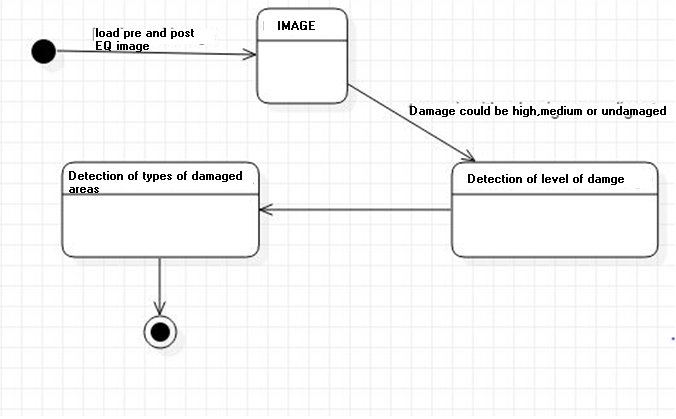 load pre and post
EQ image
IMAGE
Damage could be high,medium or undamaged
Detection of types of damaged
areas
Detection of level of damge